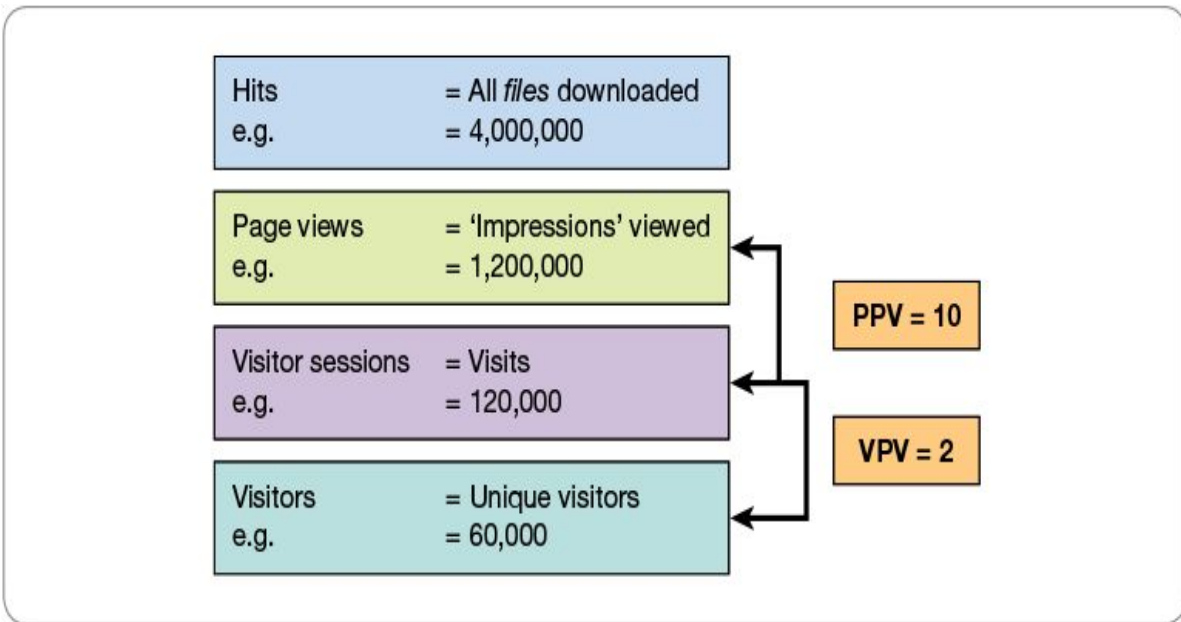 Hits = All files downloaded
e.g. = 4,000,000
Page views = ‘Impressions’ viewed
e.g. = 1,200,000
PPV = 10
Visitor sessions = Visits
e.g. = 120,000
VPV = 2
Visitors = Unique visitors
e.g. = 60,000